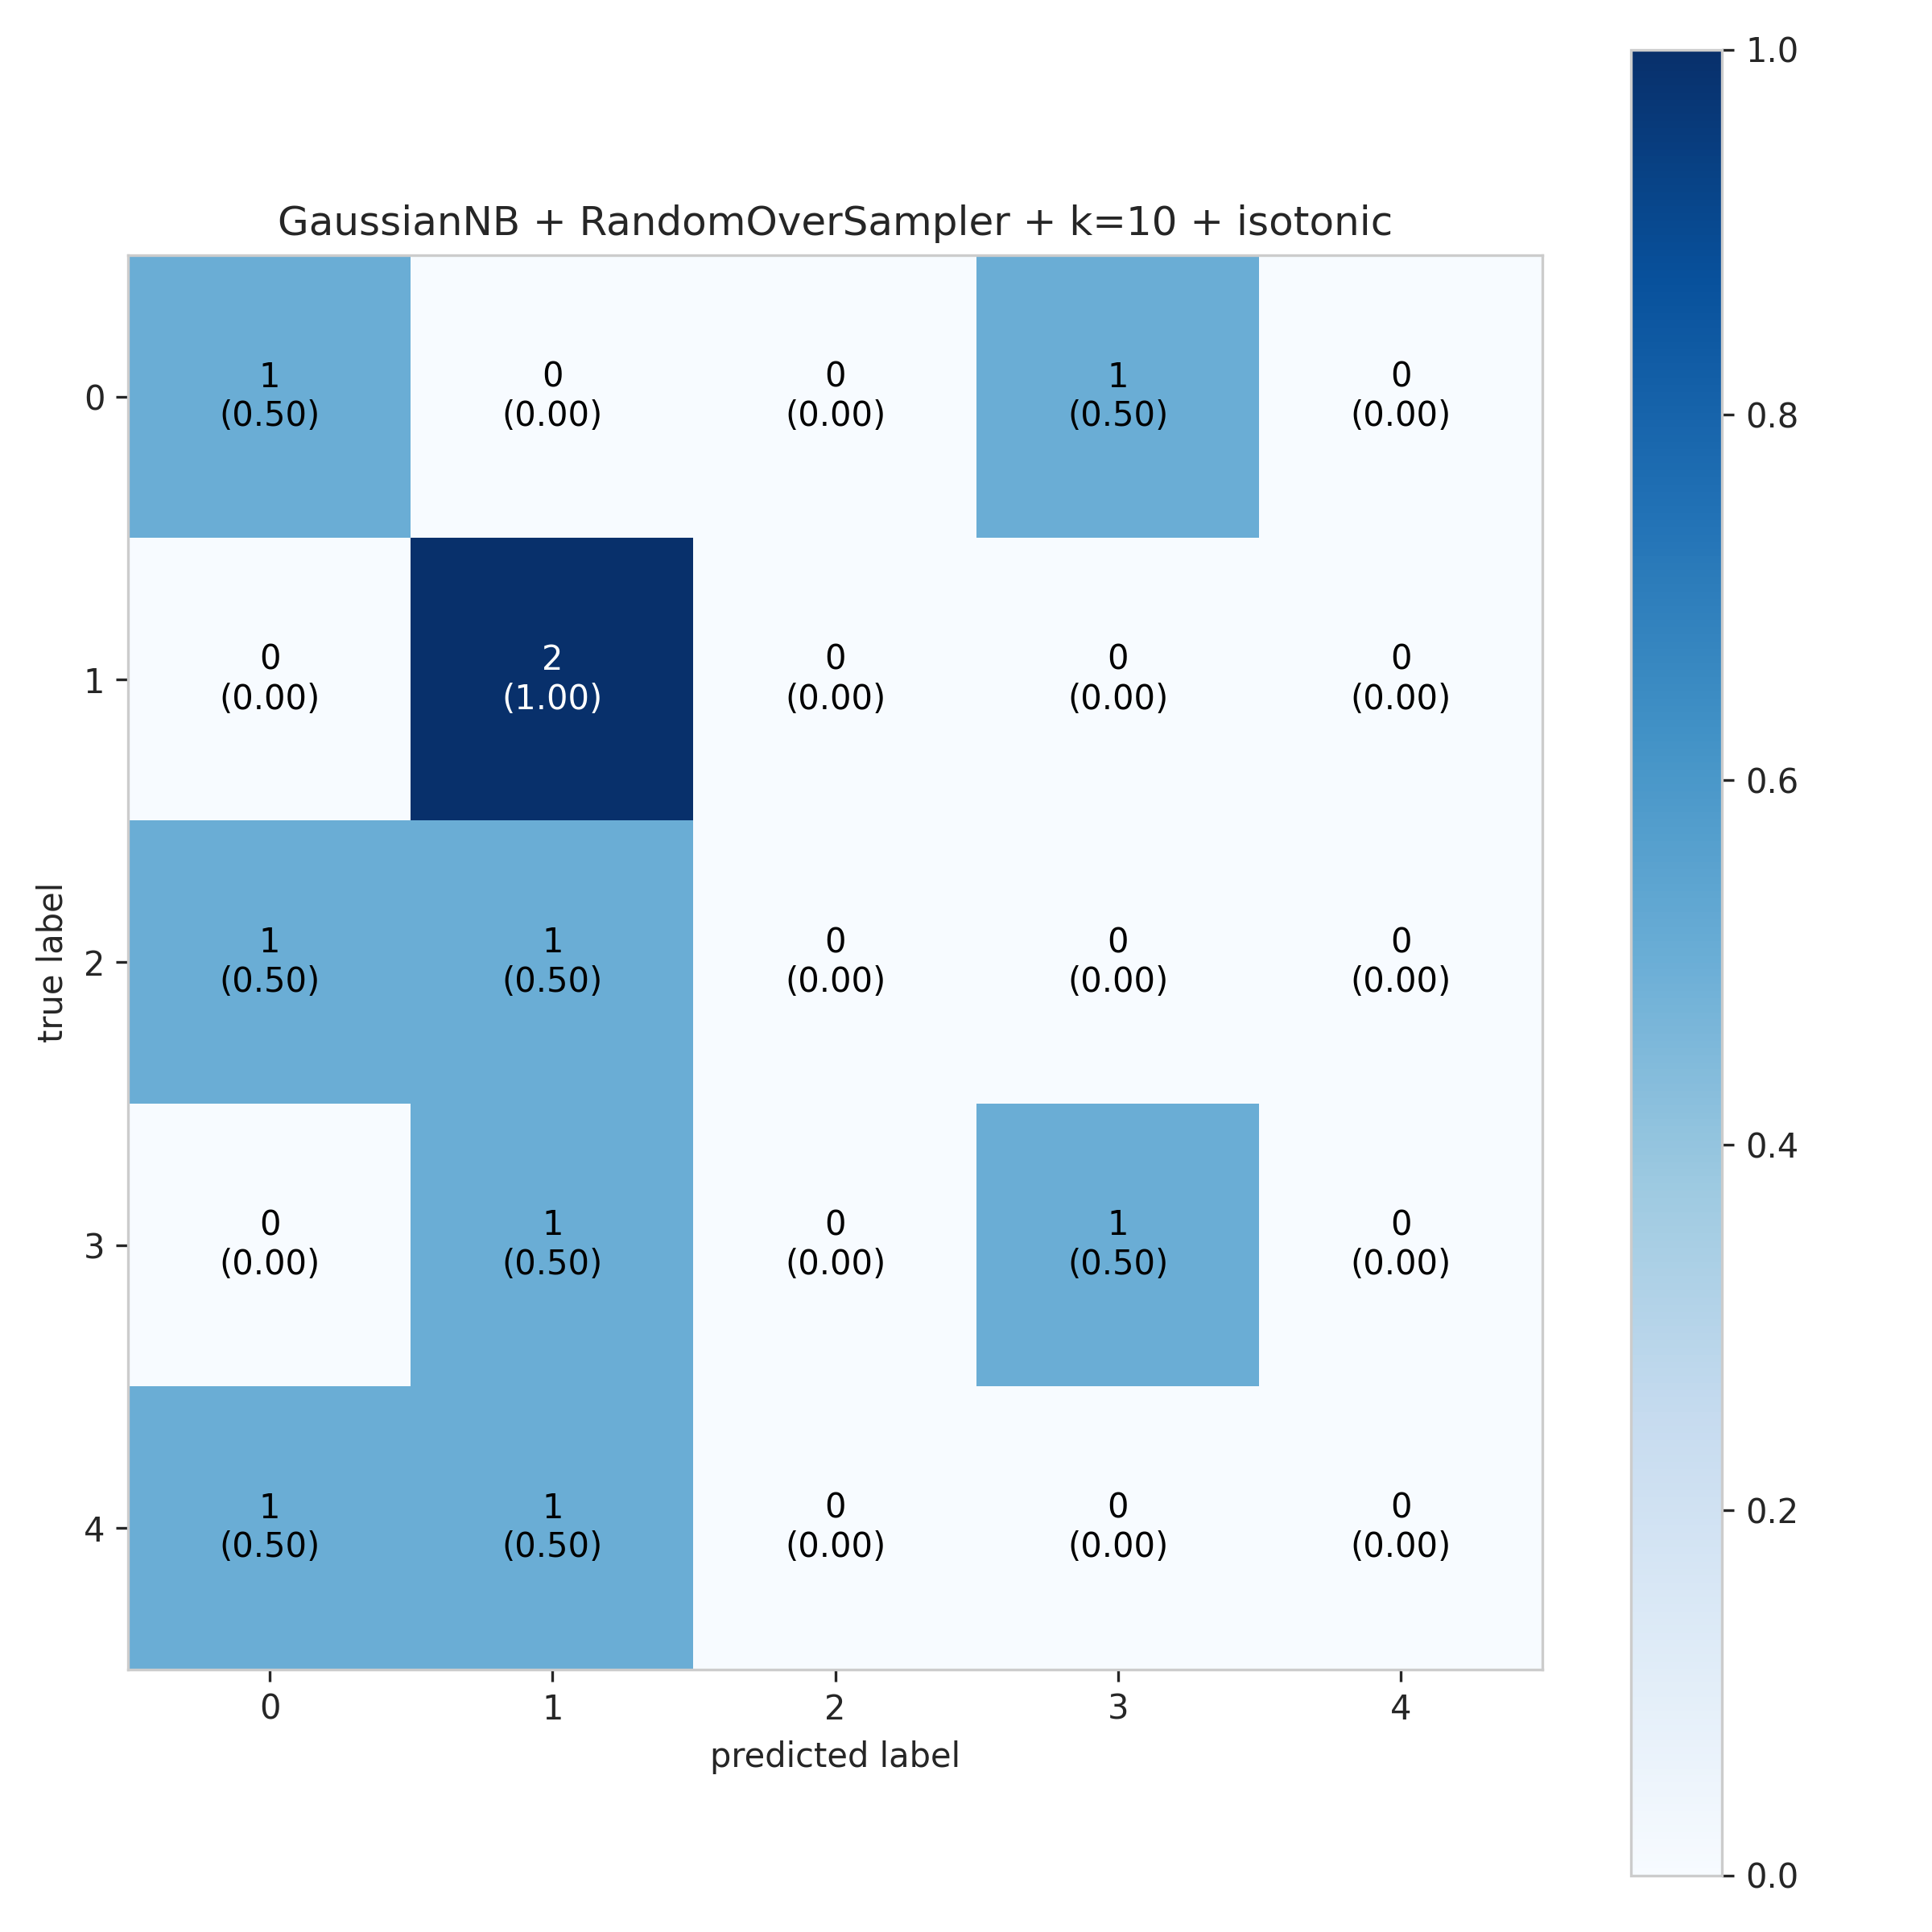 GaussianNB + RandomOverSampler + k=10 + isotonic
1 0 0 1 0
(0.50) (0.00) (0.00) (0.50) (0.00)
0
0 2 0 0 0
(0.00) (1.00) (0.00) (0.00) (0.00)
1
1 1 0 0 0
(0.50) (0.50) (0.00) (0.00) (0.00)
2
0 1 0 1 0
(0.00) (0.50) (0.00) (0.50) (0.00)
3
1 1 0 0 0
(0.50) (0.50) (0.00) (0.00) (0.00)
4
true label
0 1 2 3 4
predicted label
1.0
0.8
0.6
0.4
0.2
0.0